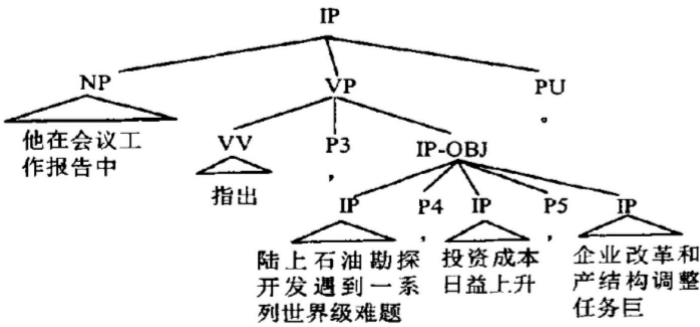 IP
NP VP PU
他在会议工
作报告中
VV P3 IP-OBJ 。
指出 ，
IP P4 IP P5 IP
陆上石油勘探
开发遇到一系
列世界级难题
，
投资成本
日益上升
，
企业改革和
产结构调整
任务巨